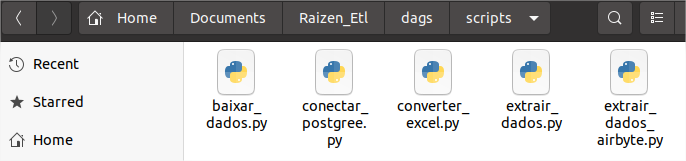 Home Documents Raizen_Etl dags scripts
Recent
Starred
Home
baixar_
dados.py
conectar_
postgree.
py
converter_
excel.py
extrair_
dados.py
extrair_
dados_
airbyte.py